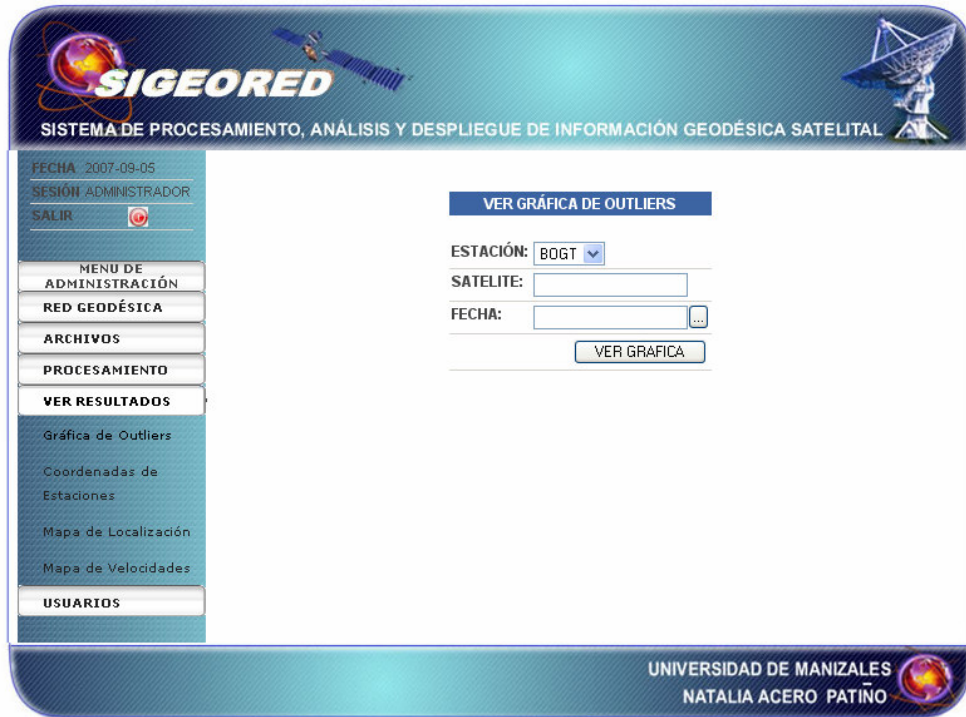 SIGEORED
SISTEMA DE PROCESAMIENTO, ANÁLISIS Y DESPLIEGUE DE INFORMACIÓN GEODÉSICA SATELITAL
FECHA 2007-09-05
SESIÓN ADMINISTRADOR
SALIR
MENU DE
ADMINISTRACIÓN
RED GEODÉSICA
ARCHIVOS
PROCESAMIENTO
VER RESULTADOS
Gráfica de Outliers
Coordenadas de
Estaciones
Mapa de Localización
Mapa de Velocidades
USUARIOS
VER GRÁFICA DE OUTLIERS
ESTACIÓN: BOGT
SATELITE:
FECHA: ...
VER GRAFICA
UNIVERSIDAD DE MANIZALES
NATALIA ACERO PATIÑO